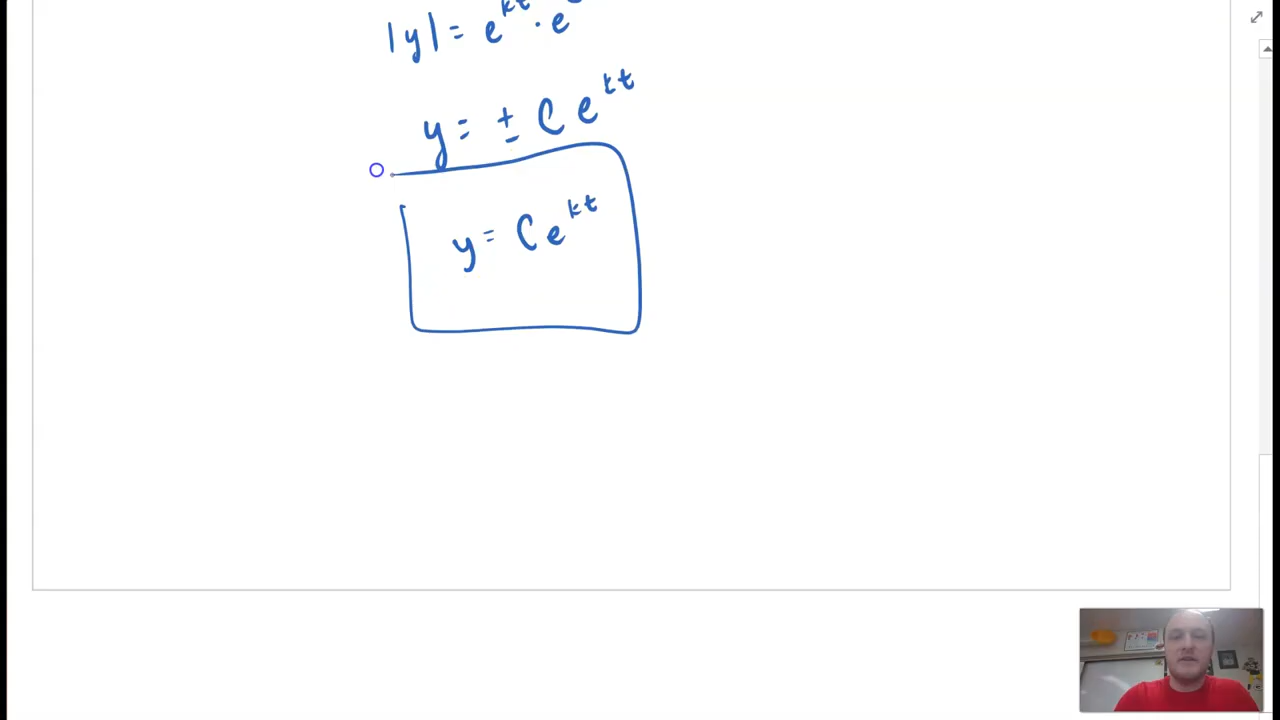 |y| = e^kt · e
y = ± C e^kt
y = C e^kt